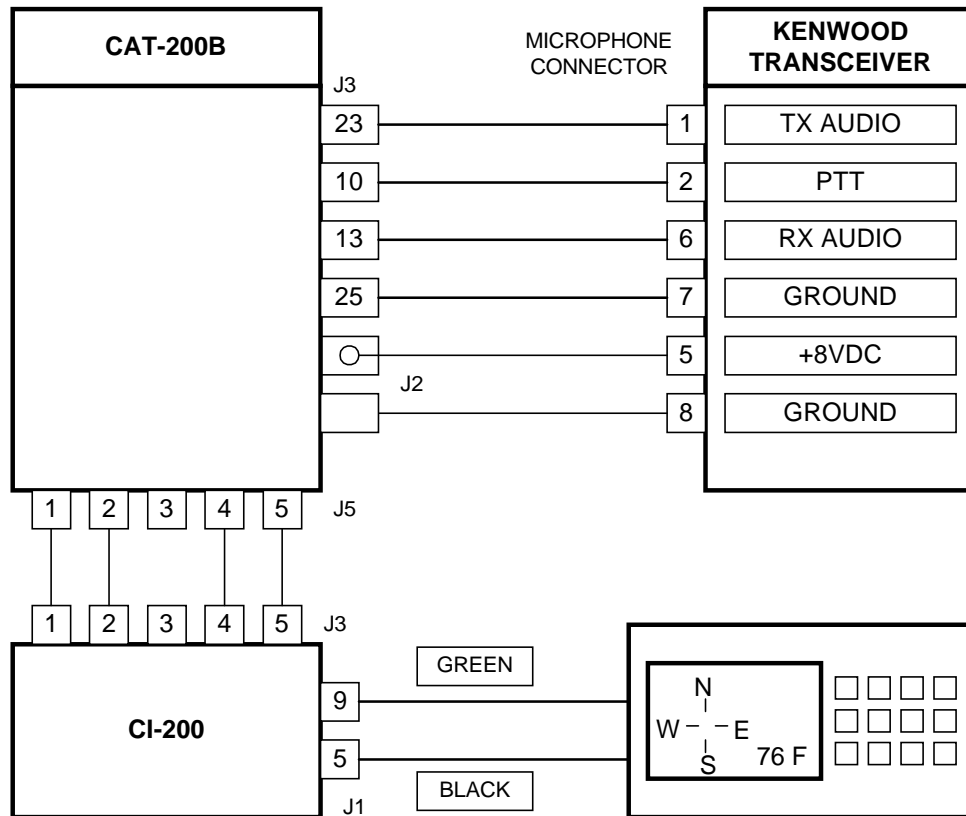 CAT-200B
MICROPHONE
CONNECTOR
KENWOOD
TRANSCEIVER
J3
23
1
TX AUDIO
10
2
PTT
13
6
RX AUDIO
25
7
GROUND
5
+8VDC
J2
8
GROUND
1 2 3 4 5 J5
1 2 3 4 5 J3
CI-200
GREEN
9
5
BLACK
J1
N
W E
S
76 F